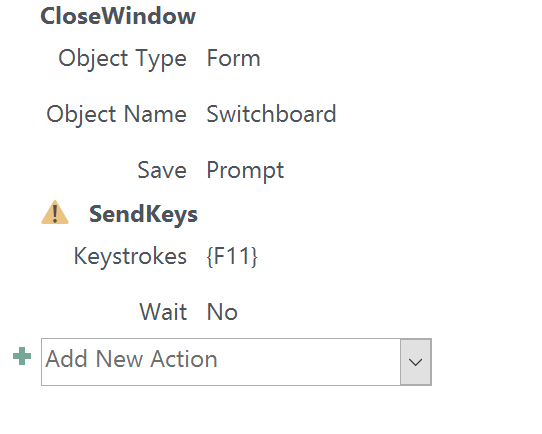 CloseWindow
Object Type Form
Object Name Switchboard
Save Prompt
SendKeys
Keystrokes {F11}
Wait No
Add New Action